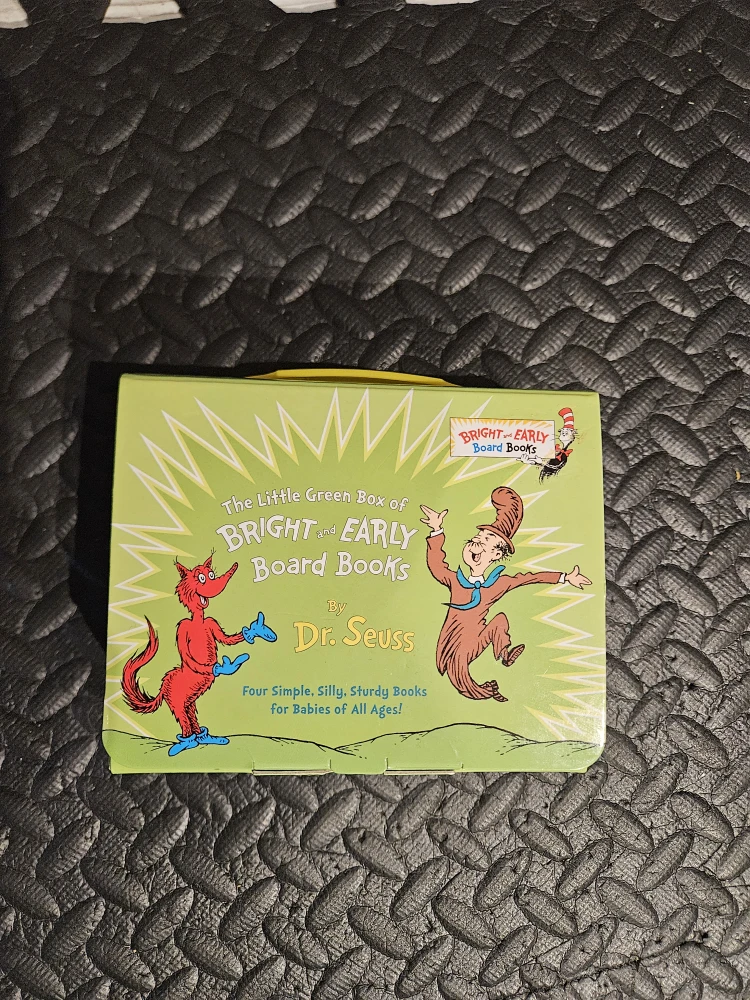 BRIGHT and EARLY
Board Books
The Little Green Box of
BRIGHT and EARLY
Board Books
By
Dr. Seuss
Four Simple, Silly, Sturdy Books
for Babies of All Ages!